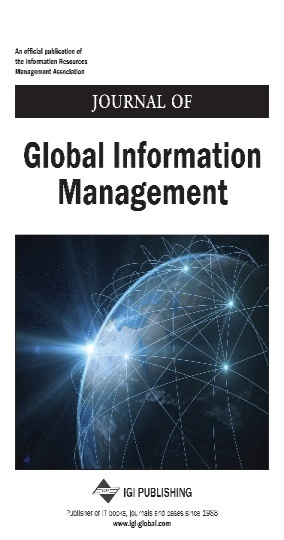 An official publication of
the Information Resources
Management Association
JOURNAL OF
Global Information
Management
IGI PUBLISHING
Publisher of IT books, journals and cases since 1988
www.igi-global.com